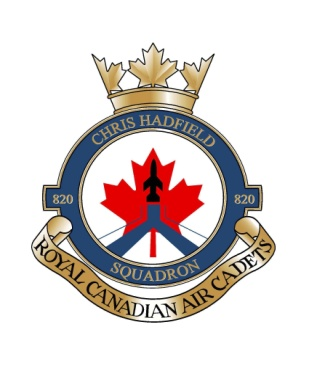 CHRIS HADFIELD
820 820
SQUADRON
ROYAL CANADIAN AIR CADETS